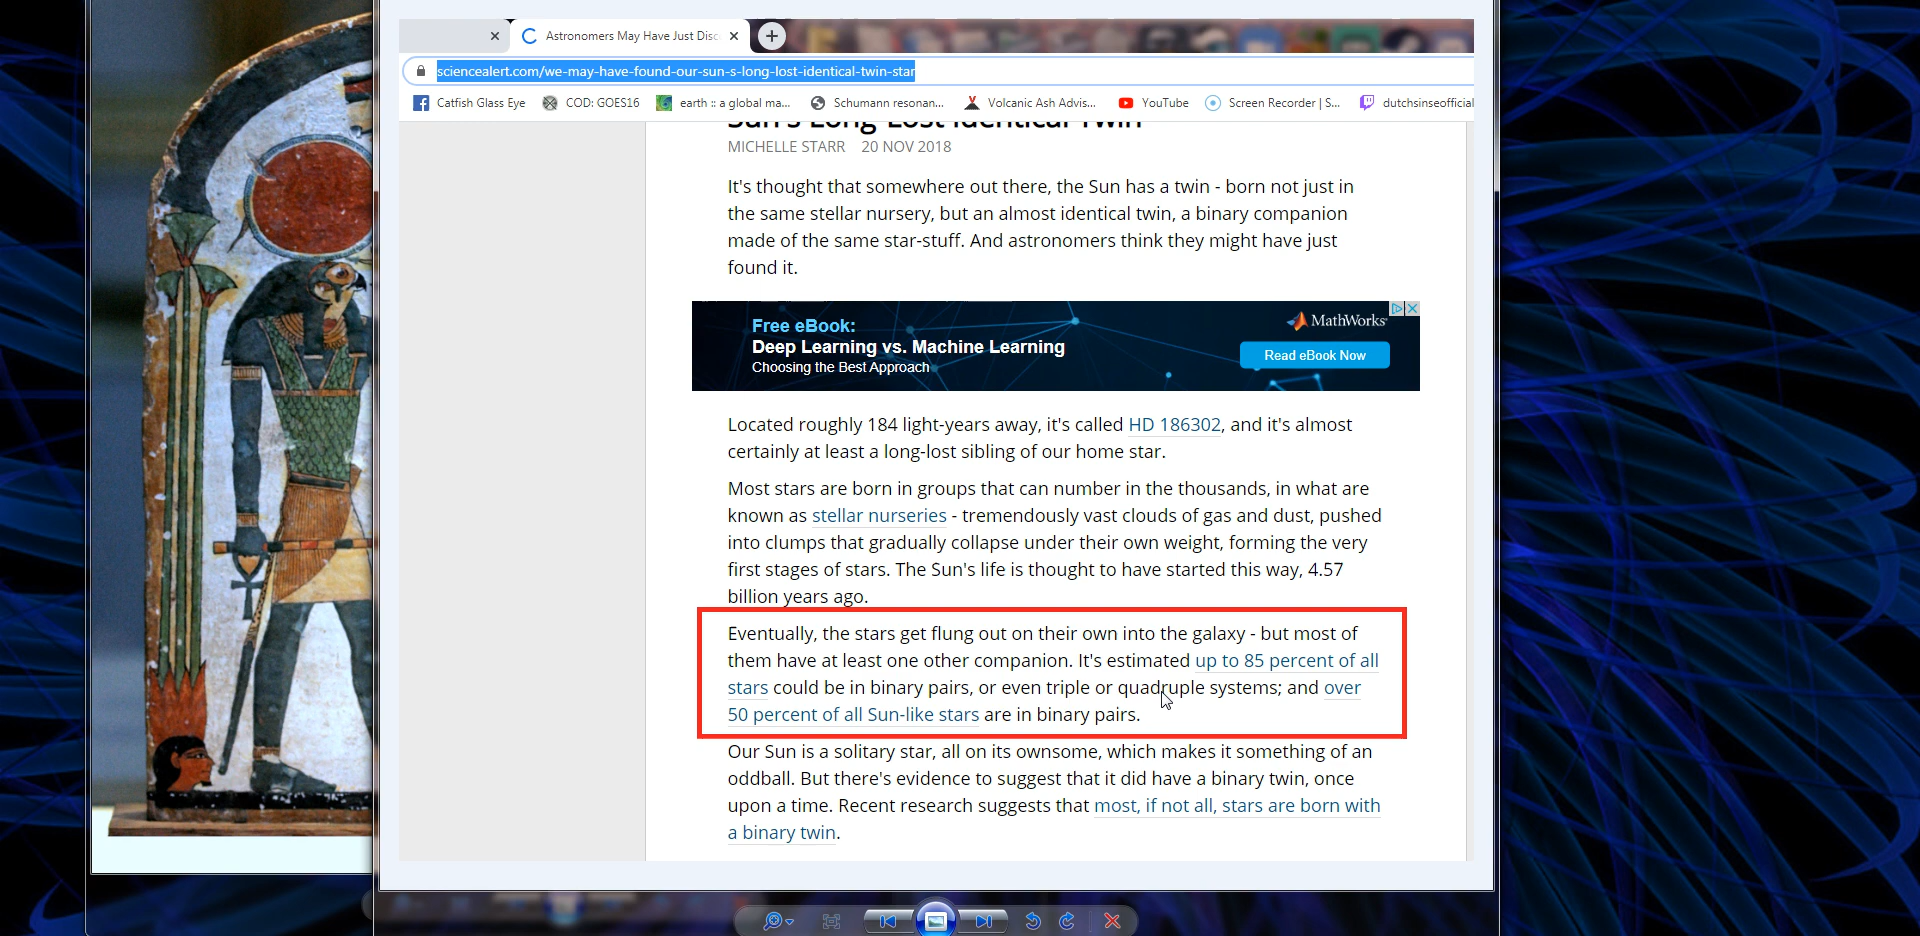 Astronomers May Have Just Disc
sciencealert.com/we-may-have-found-our-sun-s-long-lost-identical-twin-star
Catfish Glass Eye
COD: GOES16
earth :: a global ma...
Schumann resonan...
Volcanic Ash Advis...
YouTube
Screen Recorder | S...
dutchsinseofficial
Sun's Long-Lost Identical Twin
MICHELLE STARR 20 NOV 2018
It's thought that somewhere out there, the Sun has a twin - born not just in
the same stellar nursery, but an almost identical twin, a binary companion
made of the same star-stuff. And astronomers think they might have just
found it.
Free eBook:
Deep Learning vs. Machine Learning
Choosing the Best Approach
MathWorks
Read eBook Now
Located roughly 184 light-years away, it's called HD 186302, and it's almost
certainly at least a long-lost sibling of our home star.
Most stars are born in groups that can number in the thousands, in what are
known as stellar nurseries - tremendously vast clouds of gas and dust, pushed
into clumps that gradually collapse under their own weight, forming the very
first stages of stars. The Sun's life is thought to have started this way, 4.57
billion years ago.
Eventually, the stars get flung out on their own into the galaxy - but most of
them have at least one other companion. It's estimated up to 85 percent of all
stars could be in binary pairs, or even triple or quadruple systems; and over
50 percent of all Sun-like stars are in binary pairs.
Our Sun is a solitary star, all on its ownsome, which makes it something of an
oddball. But there's evidence to suggest that it did have a binary twin, once
upon a time. Recent research suggests that most, if not all, stars are born with
a binary twin.